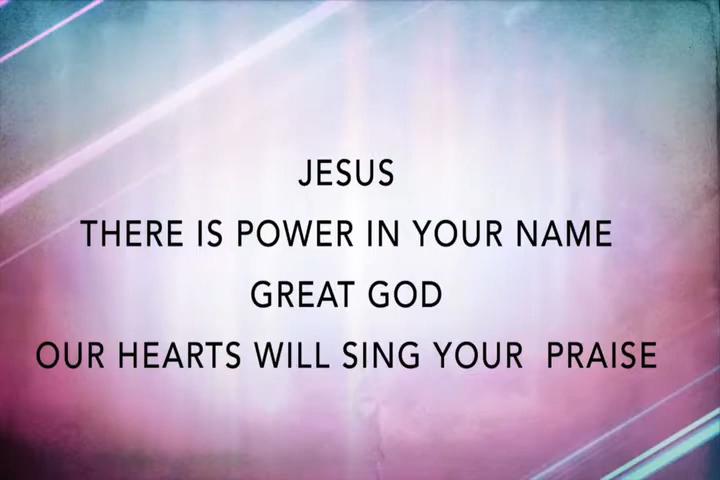 JESUS
THERE IS POWER IN YOUR NAME
GREAT GOD
OUR HEARTS WILL SING YOUR  PRAISE